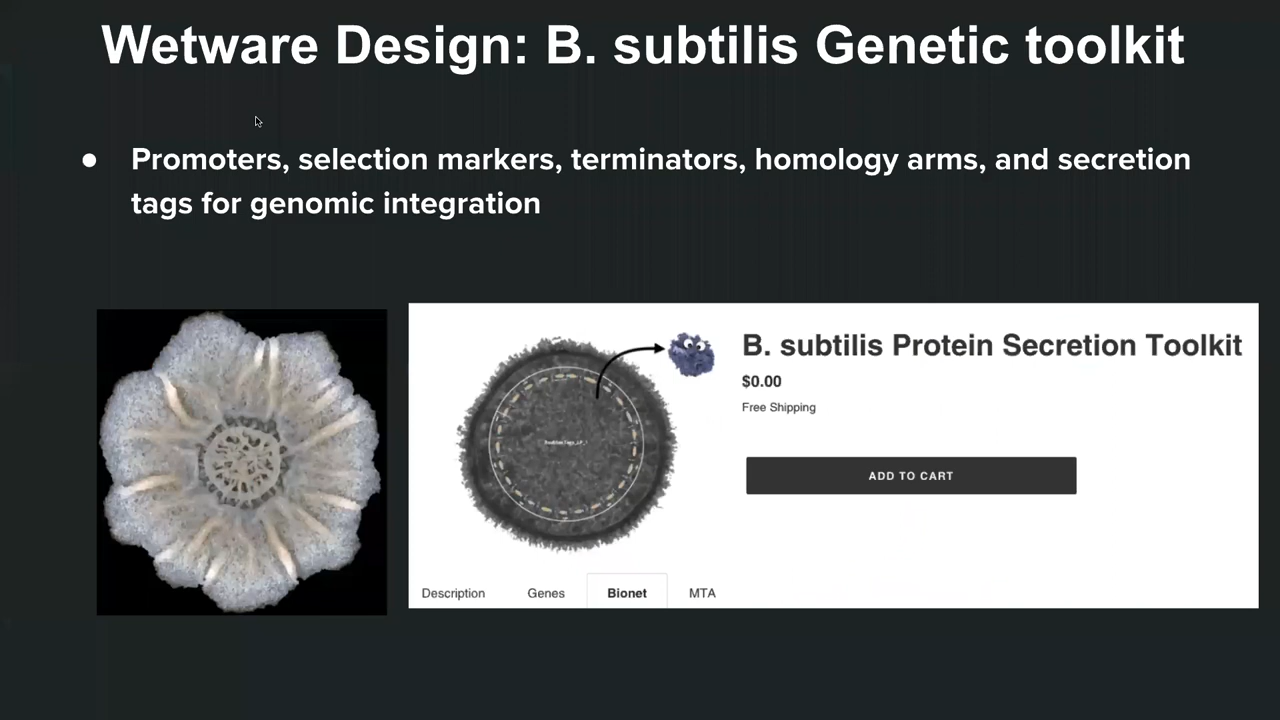 Wetware Design: B. subtilis Genetic toolkit
● Promoters, selection markers, terminators, homology arms, and secretion
tags for genomic integration
B. subtilis Protein Secretion Toolkit
$0.00
Free Shipping
ADD TO CART
Description Genes Bionet MTA